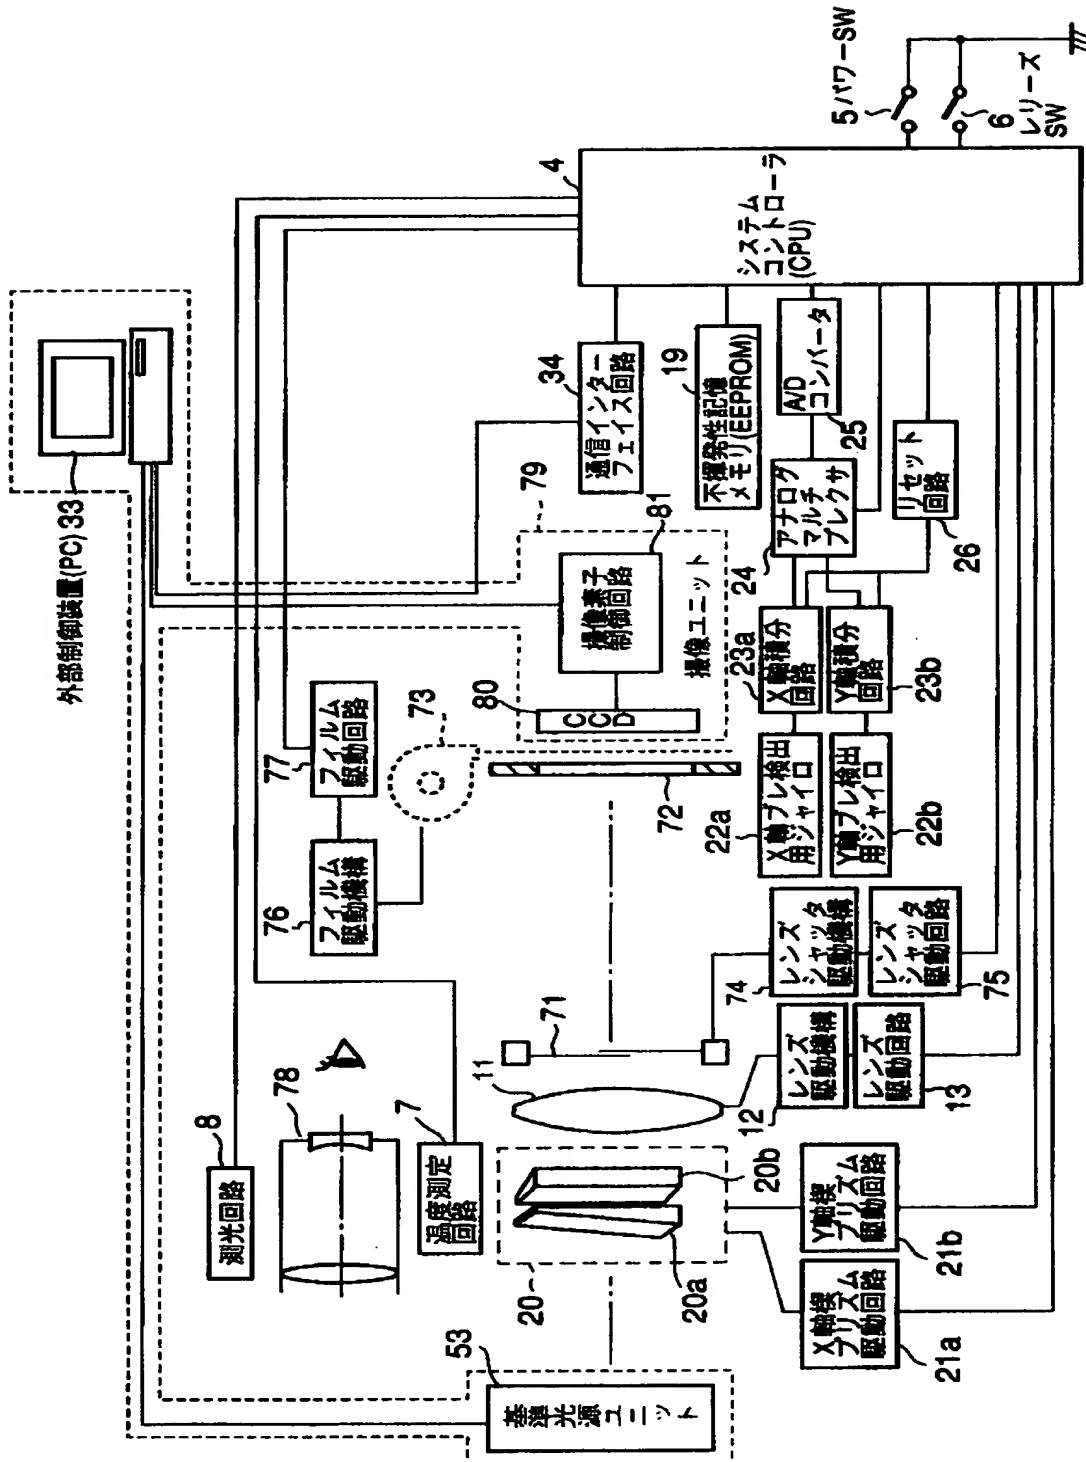 外部制御装置(PC) 33
5 パワーSW
6
レリーズ
SW
4
システム
コントローラ
(CPU)
34
通信インター
フェイス回路
19
不揮発性記憶
メモリ(EEPROM)
A/D
コンバータ
25
アナログ
マルチ
プレクサ
24
リセット
回路
26
79
81
撮像素子
制御回路
撮像ユニット
80
CCD
23a
X軸積分
回路
Y軸積分
回路
23b
22a
X軸ブレ検出
用ジャイロ
Y軸ブレ検出
用ジャイロ
22b
77
フィルム
駆動回路
73
76
フィルム
駆動機構
72
74
レンズ
シャッタ
駆動機構
レンズ
シャッタ
駆動回路
75
71
11
12
レンズ
駆動機構
レンズ
駆動回路
13
78
8
測光回路
7
温度測定
回路
20
20a
20b
Y軸楔
プリズム
駆動回路
21b
X軸楔
プリズム
駆動回路
21a
53
基準光源ユニット